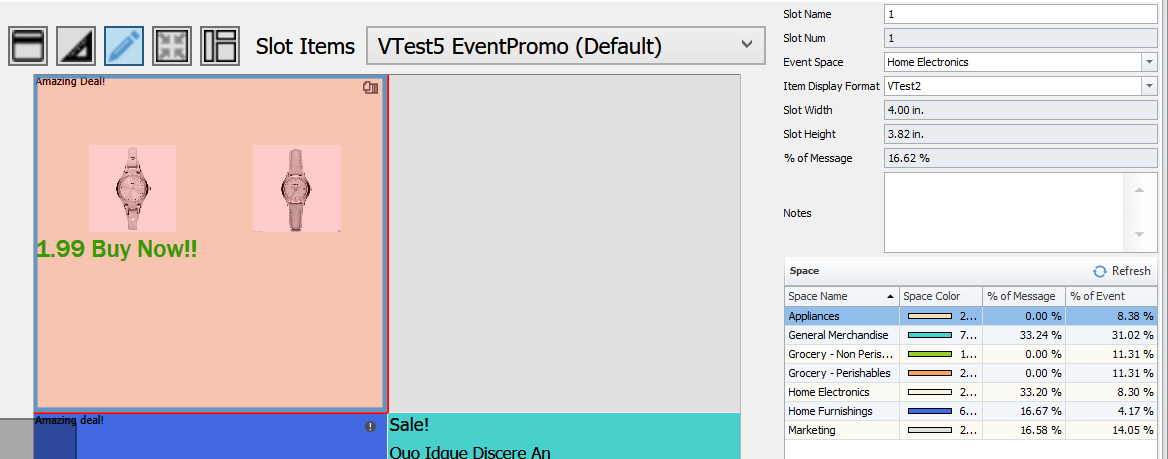 Slot Items
VTest5 EventPromo (Default)
Amazing Deal!
1.99 Buy Now!!
Amazing deal!
Sale!
Quo Idque Discere An
Slot Name 1
Slot Num 1
Event Space Home Electronics
Item Display Format VTest2
Slot Width 4.00 in.
Slot Height 3.82 in.
% of Message 16.62 %
Notes
Space Refresh
Space Name Space Color % of Message % of Event
Appliances 2... 0.00 % 8.38 %
General Merchandise 7... 33.24 % 31.02 %
Grocery - Non Peris... 1... 0.00 % 11.31 %
Grocery - Perishables 2... 0.00 % 11.31 %
Home Electronics 2... 33.20 % 8.30 %
Home Furnishings 6... 16.67 % 4.17 %
Marketing 2... 16.58 % 14.05 %